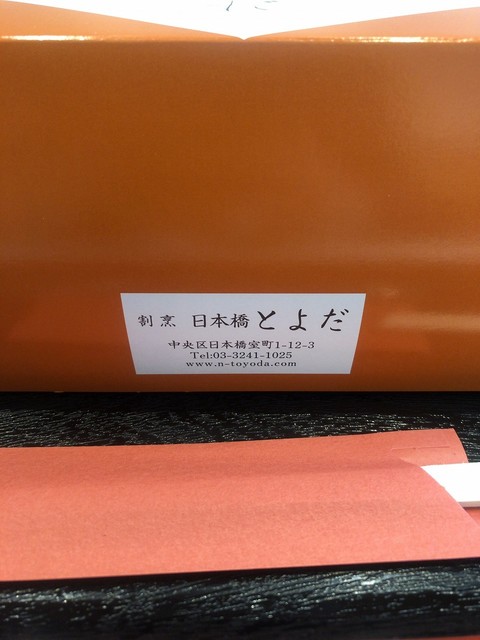 割烹 日本橋とよだ
中央区日本橋室町1-12-3
Tel:03-3241-1025
www.n-toyoda.com